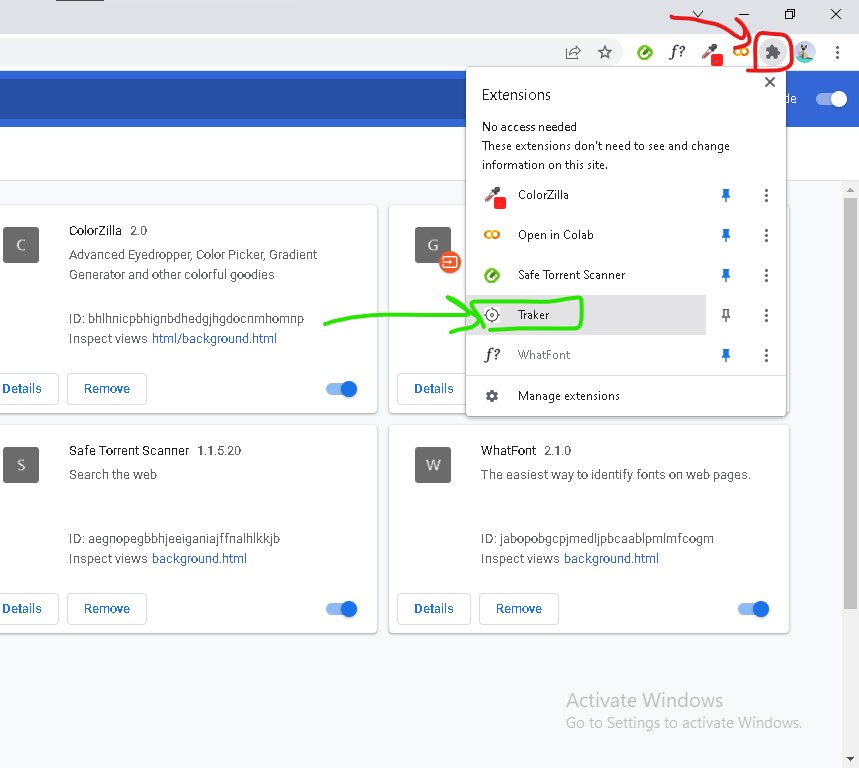 f?
de
Extensions
No access needed
These extensions don't need to see and change
information on this site.
ColorZilla
Open in Colab
Safe Torrent Scanner
Traker
f? WhatFont
Manage extensions
C
ColorZilla 2.0
Advanced Eyedropper, Color Picker, Gradient
Generator and other colorful goodies
ID: bhlhnicpbhignbdhedgjhgdocnmhomnp
Inspect views html/background.html
Details Remove
G
Details
S
Safe Torrent Scanner 1.1.5.20
Search the web
ID: aegnopegbbhjeeiganiajffnalhlkkjb
Inspect views background.html
Details Remove
W
WhatFont 2.1.0
The easiest way to identify fonts on web pages.
ID: jabopobgcpjmedljpbcaablpmlmfcogm
Inspect views background.html
Details Remove
Activate Windows
Go to Settings to activate Windows.